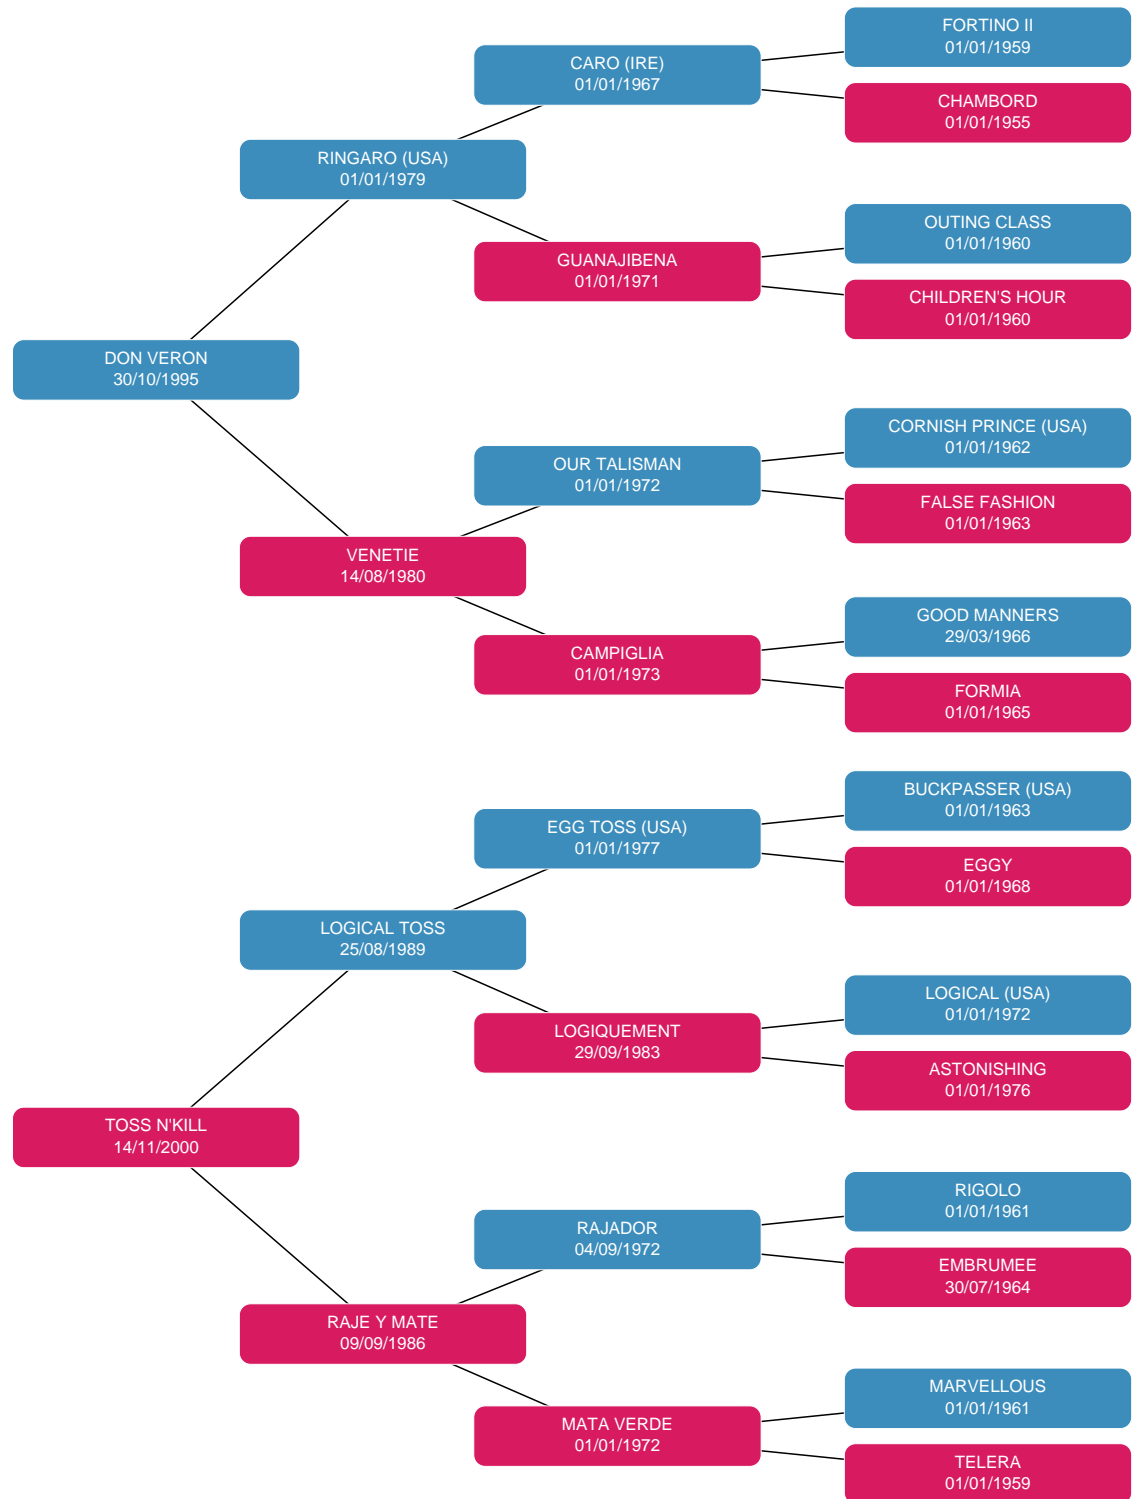 FORTINO II
01/01/1959
CARO (IRE)
01/01/1967
CHAMBORD
01/01/1955
RINGARO (USA)
01/01/1979
OUTING CLASS
01/01/1960
GUANAJIBENA
01/01/1971
CHILDREN'S HOUR
01/01/1960
DON VERON
30/10/1995
CORNISH PRINCE (USA)
01/01/1962
OUR TALISMAN
01/01/1972
FALSE FASHION
01/01/1963
VENETIE
14/08/1980
GOOD MANNERS
29/03/1966
CAMPIGLIA
01/01/1973
FORMIA
01/01/1965
BUCKPASSER (USA)
01/01/1963
EGG TOSS (USA)
01/01/1977
EGGY
01/01/1968
LOGICAL TOSS
25/08/1989
LOGICAL (USA)
01/01/1972
LOGIQUEMENT
29/09/1983
ASTONISHING
01/01/1976
TOSS N'KILL
14/11/2000
RIGOLO
01/01/1961
RAJADOR
04/09/1972
EMBRUMEE
30/07/1964
RAJE Y MATE
09/09/1986
MARVELLOUS
01/01/1961
MATA VERDE
01/01/1972
TELERA
01/01/1959